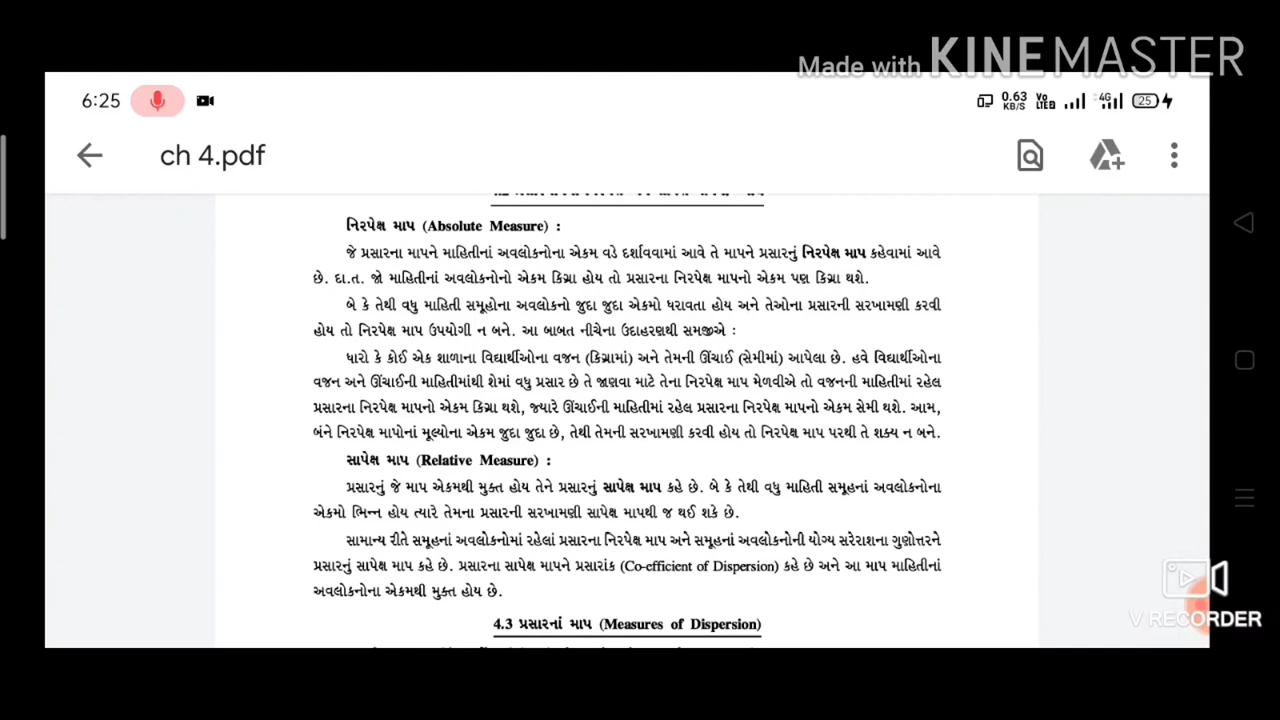 Made with KINEMASTER
6:25 0.63 KB/S Vo LTE2 4G 25
ch 4.pdf
નિરપેક્ષ માપ (Absolute Measure) :
જે પ્રસારના માપને માહિતીનાં અવલોકનોના એકમ વડે દર્શાવવામાં આવે તે માપને પ્રસારનું નિરપેક્ષ માપ કહેવામાં આવે
છે. દા.ત. જો માહિતીનાં અવલોકનોનો એકમ કિગ્રા હોય તો પ્રસારના નિરપેક્ષ માપનો એકમ પણ કિગ્રા થશે.
બે કે તેથી વધુ માહિતી સમૂહોના અવલોકનો જુદા જુદા એકમો ધરાવતા હોય અને તેઓના પ્રસારની સરખામણી કરવી
હોય તો નિરપેક્ષ માપ ઉપયોગી ન બને. આ બાબત નીચેના ઉદાહરણથી સમજીએ :
ધારો કે કોઈ એક શાળાના વિદ્યાર્થીઓના વજન (કિગ્રામાં) અને તેમની ઊંચાઈ (સેમીમાં) આપેલા છે. હવે વિદ્યાર્થીઓના
વજન અને ઊંચાઈની માહિતીમાંથી શેમાં વધુ પ્રસાર છે તે જાણવા માટે તેના નિરપેક્ષ માપ મેળવીએ તો વજનની માહિતીમાં રહેલ
પ્રસારના નિરપેક્ષ માપનો એકમ કિગ્રા થશે, જ્યારે ઊંચાઈની માહિતીમાં રહેલ પ્રસારના નિરપેક્ષ માપનો એકમ સેમી થશે. આમ,
બંને નિરપેક્ષ માપોનાં મૂલ્યોના એકમ જુદા જુદા છે, તેથી તેમની સરખામણી કરવી હોય તો નિરપેક્ષ માપ પરથી તે શક્ય ન બને.
સાપેક્ષ માપ (Relative Measure) :
પ્રસારનું જે માપ એકમથી મુક્ત હોય તેને પ્રસારનું સાપેક્ષ માપ કહે છે. બે કે તેથી વધુ માહિતી સમૂહનાં અવલોકનોના
એકમો ભિન્ન હોય ત્યારે તેમના પ્રસારની સરખામણી સાપેક્ષ માપથી જ થઈ શકે છે.
સામાન્ય રીતે સમૂહનાં અવલોકનોમાં રહેલાં પ્રસારના નિરપેક્ષ માપ અને સમૂહનાં અવલોકનોની યોગ્ય સરેરાશના ગુણોત્તરને
પ્રસારનું સાપેક્ષ માપ કહે છે. પ્રસારના સાપેક્ષ માપને પ્રસારાંક (Co-efficient of Dispersion) કહે છે અને આ માપ માહિતીનાં
અવલોકનોના એકમથી મુક્ત હોય છે.
4.3 પ્રસારનાં માપ (Measures of Dispersion)
V RECORDER